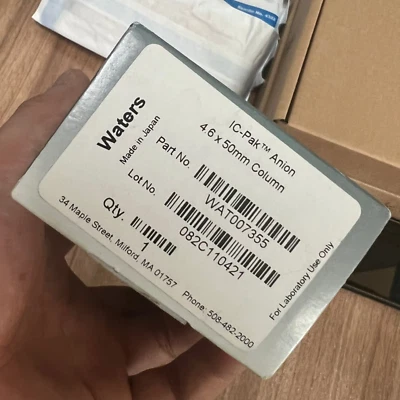 Waters
Made in Japan
IC-Pak™ Anion
4.6 x 50mm Column
Part No.
WAT007355
Lot No.
082C110421
Qty.
1
For Laboratory Use Only
34 Maple Street, Milford, MA 01757 Phone: 508-482-2000